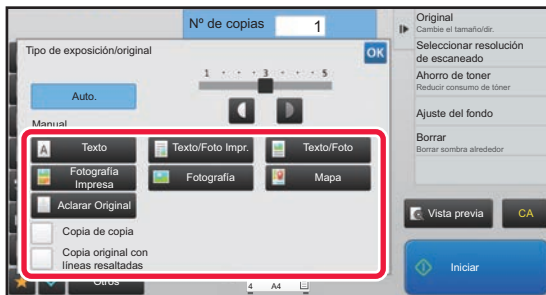 Nº de copias 1
Tipo de exposición/original
OK
1 · · · 3 · · · 5
Auto.
Manual
A Texto
Texto/Foto Impr.
Texto/Foto
Fotografía
Impresa
Fotografía
Mapa
Aclarar Original
Copia de copia
Copia original con
líneas resaltadas
Otros
4 A4
Original
Cambie el tamaño/dir.
Seleccionar resolución
de escaneado
Ahorro de toner
Reducir consumo de tóner
Ajuste del fondo
Borrar
Borrar sombra alrededor
Vista previa
CA
Iniciar